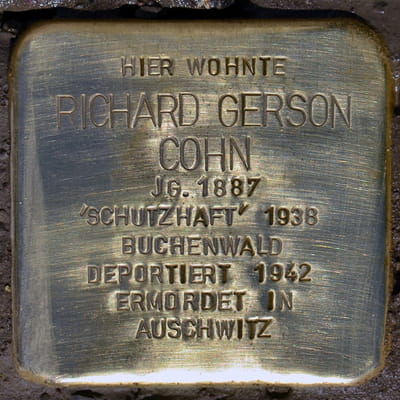 HIER WOHNTE
RICHARD GERSON
COHN
JG. 1887
'SCHUTZHAFT' 1938
BUCHENWALD
DEPORTIERT 1942
ERMORDET IN
AUSCHWITZ